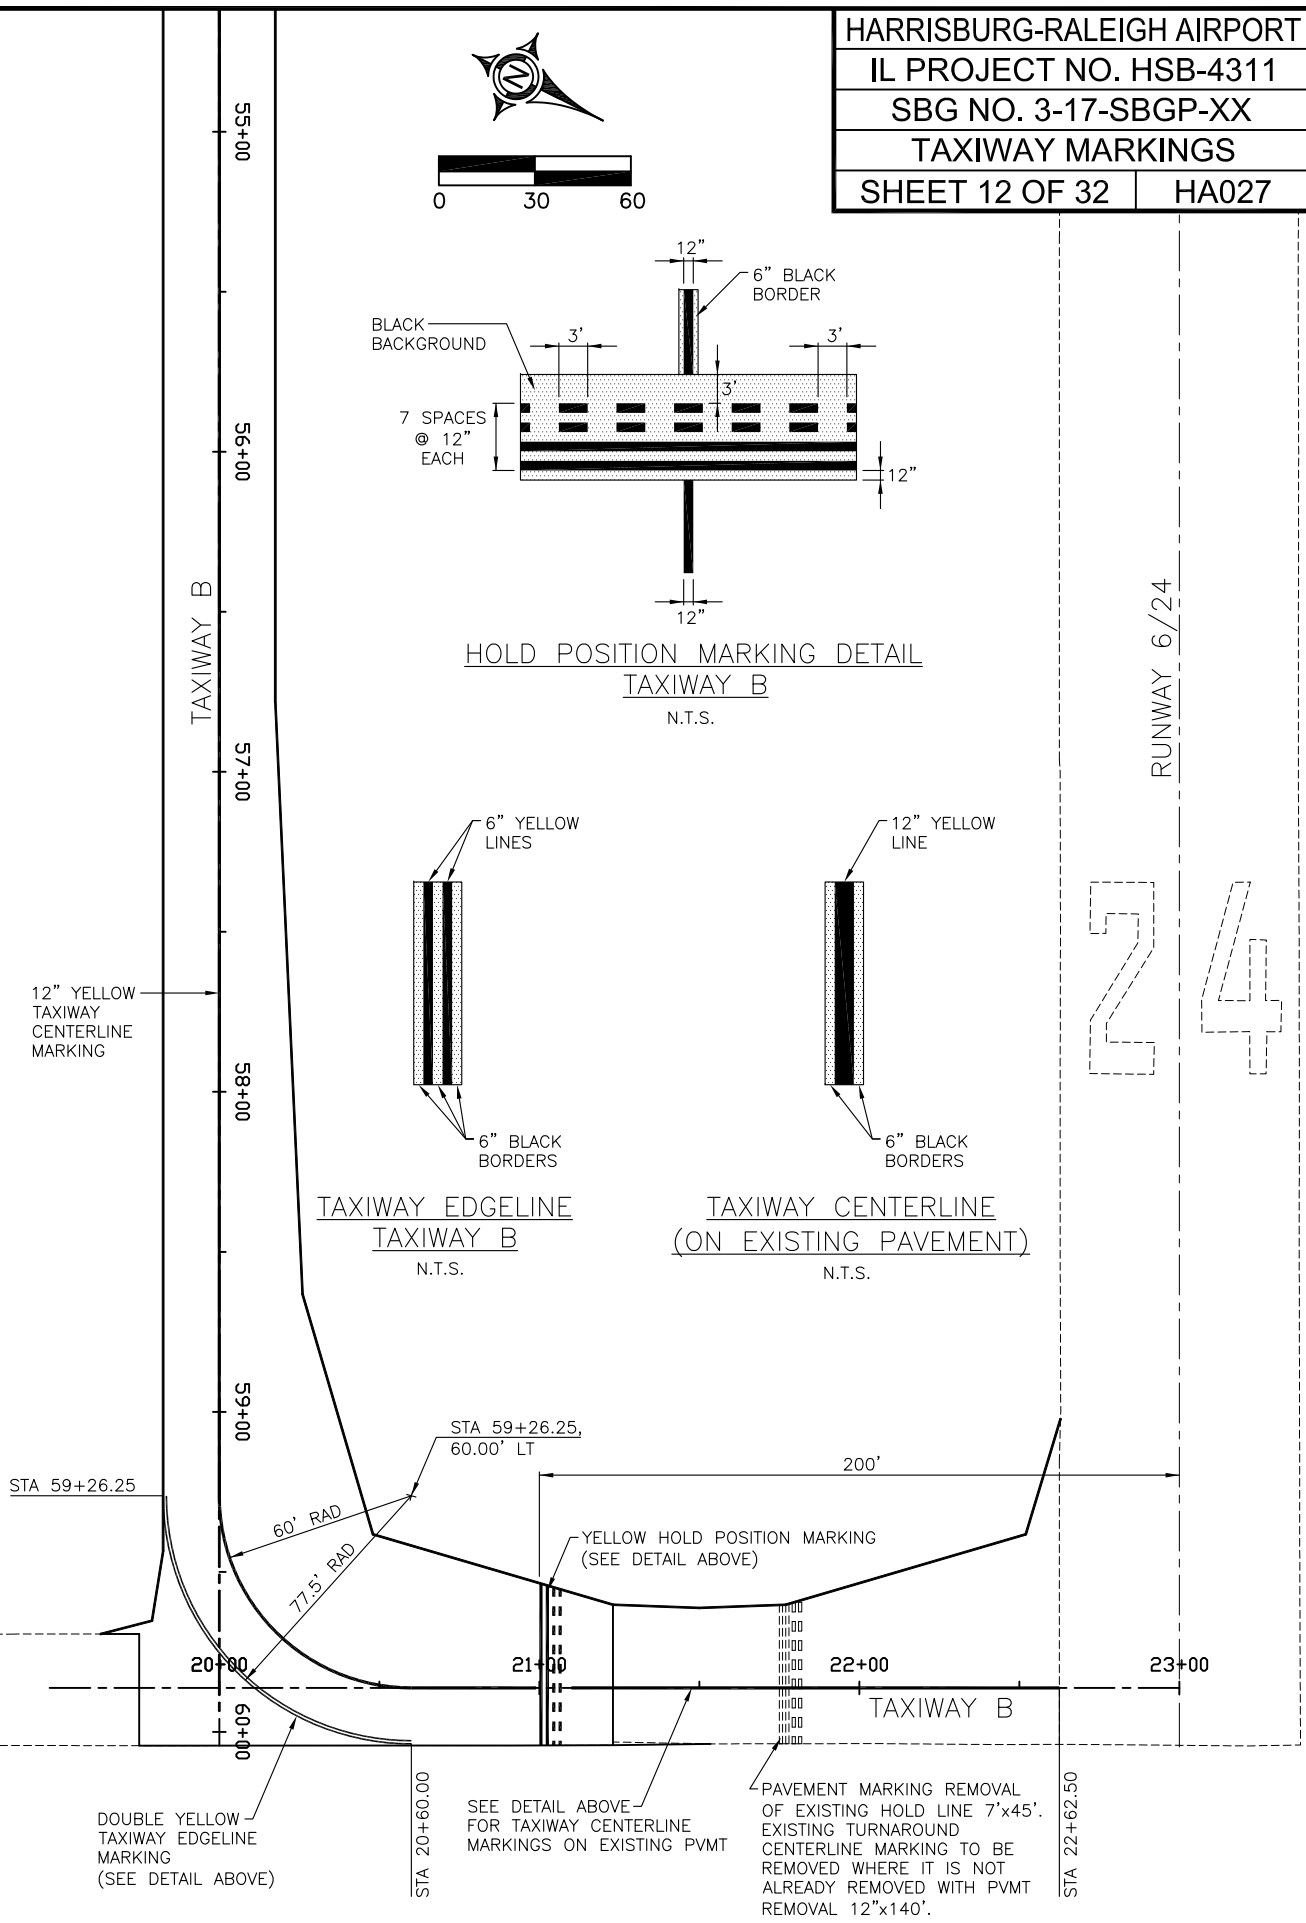 HARRISBURG-RALEIGH AIRPORT
IL PROJECT NO. HSB-4311
SBG NO. 3-17-SBGP-XX
TAXIWAY MARKINGS
SHEET 12 OF 32
HA027
N
0 30 60
55+00
56+00
57+00
58+00
59+00
60+00
TAXIWAY B
RUNWAY 6/24
24
12"
6" BLACK
BORDER
BLACK
BACKGROUND
3'
3'
3'
7 SPACES
@ 12"
EACH
12"
12"
HOLD POSITION MARKING DETAIL
TAXIWAY B
N.T.S.
6" YELLOW
LINES
6" BLACK
BORDERS
TAXIWAY EDGELINE
TAXIWAY B
N.T.S.
12" YELLOW
LINE
6" BLACK
BORDERS
TAXIWAY CENTERLINE
(ON EXISTING PAVEMENT)
N.T.S.
12" YELLOW
TAXIWAY
CENTERLINE
MARKING
STA 59+26.25,
60.00' LT
STA 59+26.25
60' RAD
77.5' RAD
200'
YELLOW HOLD POSITION MARKING
(SEE DETAIL ABOVE)
20+00
21+00
22+00
23+00
TAXIWAY B
DOUBLE YELLOW
TAXIWAY EDGELINE
MARKING
(SEE DETAIL ABOVE)
STA 20+60.00
SEE DETAIL ABOVE
FOR TAXIWAY CENTERLINE
MARKINGS ON EXISTING PVMT
PAVEMENT MARKING REMOVAL
OF EXISTING HOLD LINE 7'x45'.
EXISTING TURNAROUND
CENTERLINE MARKING TO BE
REMOVED WHERE IT IS NOT
ALREADY REMOVED WITH PVMT
REMOVAL 12"x140'.
STA 22+62.50